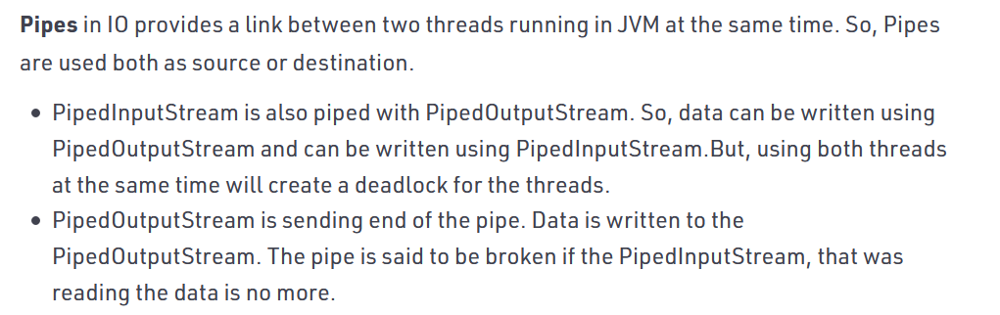 Pipes in IO provides a link between two threads running in JVM at the same time. So, Pipes
are used both as source or destination.
• PipedInputStream is also piped with PipedOutputStream. So, data can be written using
PipedOutputStream and can be written using PipedInputStream.But, using both threads
at the same time will create a deadlock for the threads.
• PipedOutputStream is sending end of the pipe. Data is written to the
PipedOutputStream. The pipe is said to be broken if the PipedInputStream, that was
reading the data is no more.